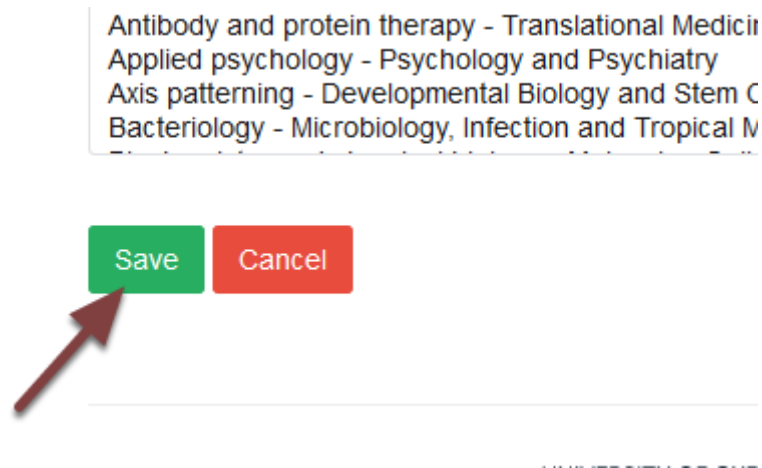 Antibody and protein therapy - Translational
Applied psychology - Psychology and Psychiatry
Axis patterning - Developmental Biology and Stem
Bacteriology - Microbiology, Infection and Tropical
Save Cancel